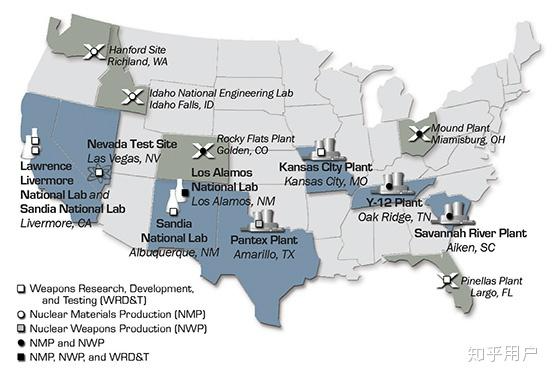 Hanford Site
Richland, WA
Idaho National Engineering Lab
Idaho Falls, ID
Nevada Test Site
Las Vegas, NV
Rocky Flats Plant
Golden, CO
Mound Plant
Miamisburg, OH
Lawrence
Livermore
National Lab and
Sandia National Lab
Livermore, CA
Los Alamos
National Lab
Los Alamos, NM
Kansas City Plant
Kansas City, MO
Y-12 Plant
Oak Ridge, TN
Sandia
National Lab
Albuquerque, NM
Pantex Plant
Amarillo, TX
Savannah River Plant
Aiken, SC
Pinellas Plant
Largo, FL
Weapons Research, Development,
and Testing (WRD&T)
Nuclear Materials Production (NMP)
Nuclear Weapons Production (NWP)
NMP and NWP
NMP, NWP, and WRD&T
知乎用户